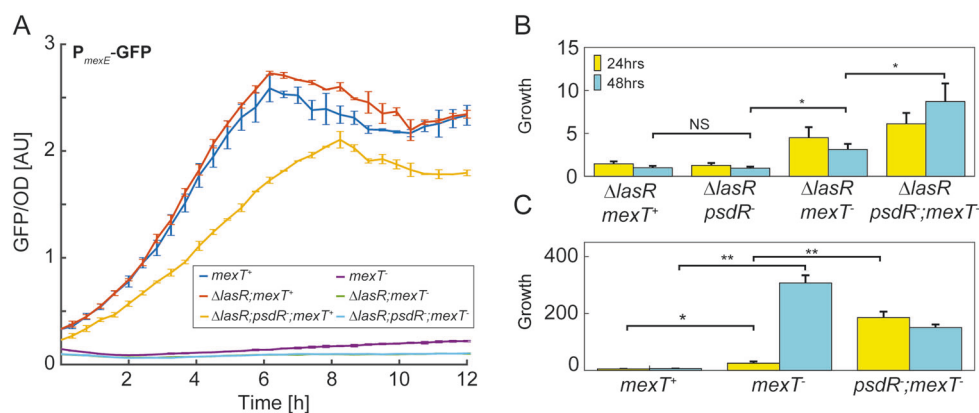 A
P_mexE-GFP
3
2
1
0
GFP/OD [AU]
mexT⁺
mexT⁻
ΔlasR;mexT⁺
ΔlasR;mexT⁻
ΔlasR;psdR⁻;mexT⁺
ΔlasR;psdR⁻;mexT⁻
2 4 6 8 10 12
Time [h]
B
15
10
5
0
Growth
24hrs
48hrs
NS
*
*
ΔlasR ΔlasR ΔlasR ΔlasR
mexT⁺ psdR⁻ mexT⁻ psdR⁻;mexT⁻
C
400
200
0
Growth
*
**
**
mexT⁺ mexT⁻ psdR⁻;mexT⁻